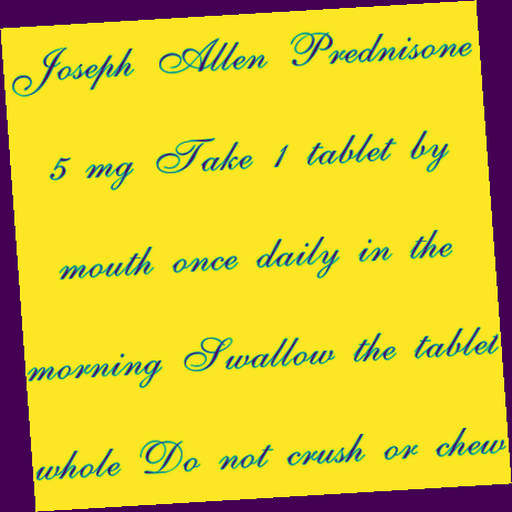 Joseph Allen Prednisone
5 mg Take 1 tablet by
mouth once daily in the
morning Swallow the tablet
whole Do not crush or chew